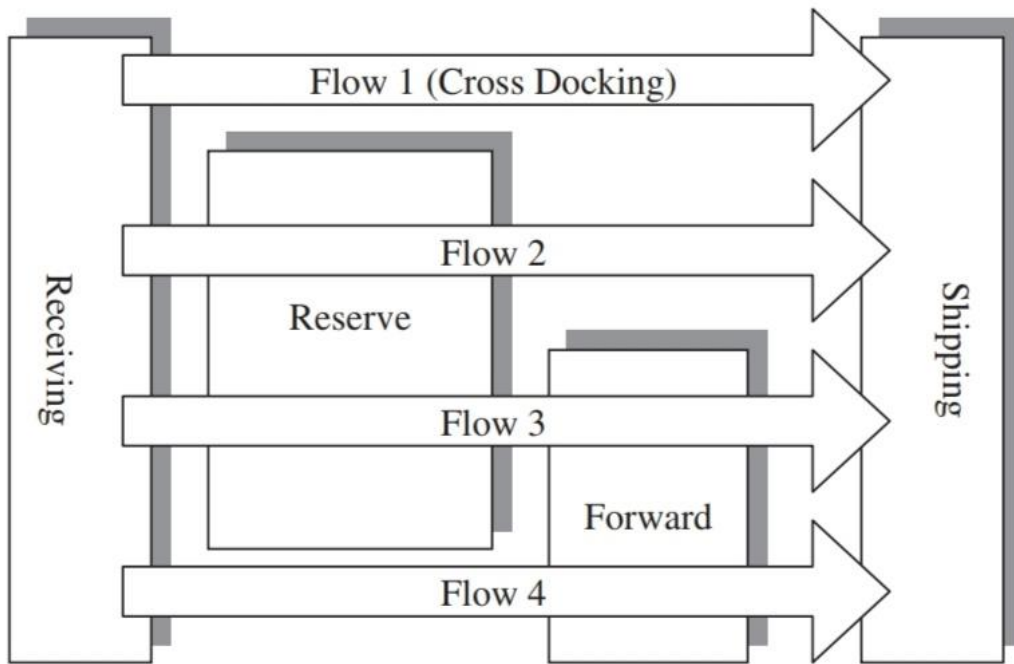 Flow 1 (Cross Docking)
Flow 2
Receiving
Reserve
Shipping
Flow 3
Forward
Flow 4